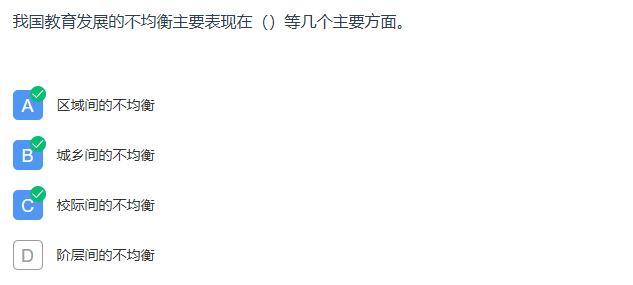 我国教育发展的不均衡主要表现在（）等几个主要方面。
A 区域间的不均衡
B 城乡间的不均衡
C 校际间的不均衡
D 阶层间的不均衡